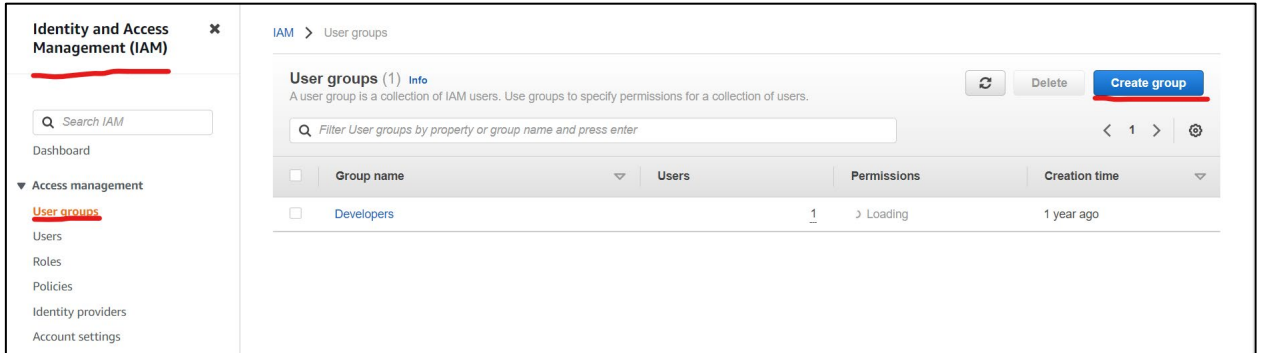 Identity and Access
Management (IAM)
Search IAM
Dashboard
Access management
User groups
Users
Roles
Policies
Identity providers
Account settings
IAM > User groups
User groups (1) Info
A user group is a collection of IAM users. Use groups to specify permissions for a collection of users.
Delete
Create group
Filter User groups by property or group name and press enter
1
Group name Users Permissions Creation time
Developers 1 Loading 1 year ago